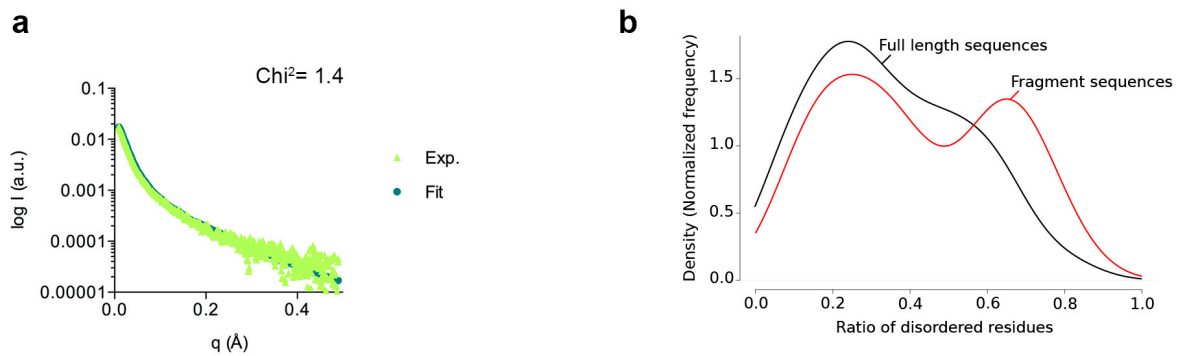 a
Chi²= 1.4
0.1
0.01
0.001
0.0001
0.00001
log I (a.u.)
0.0
0.2
0.4
q (Å)
Exp.
Fit
b
Full length sequences
Fragment sequences
1.5
1.0
0.5
0.0
Density (Normalized frequency)
0.0
0.2
0.4
0.6
0.8
1.0
Ratio of disordered residues